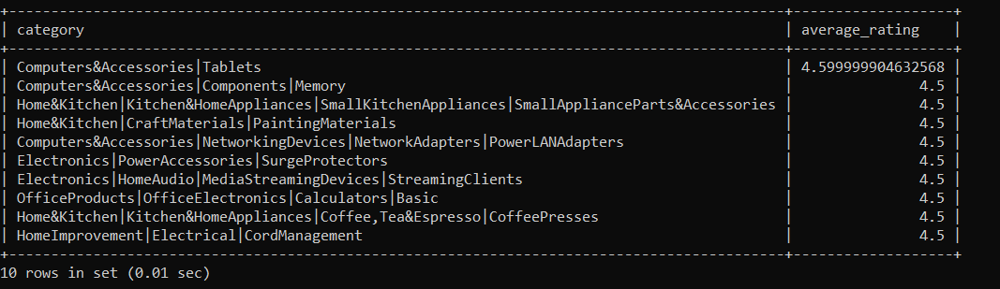 +-------------------------------------------------------------------------------------------+-------------------+
| category                                                                                  | average_rating    |
+-------------------------------------------------------------------------------------------+-------------------+
| Computers&Accessories|Tablets                                                             | 4.599999904632568 |
| Computers&Accessories|Components|Memory                                                   |               4.5 |
| Home&Kitchen|Kitchen&HomeAppliances|SmallKitchenAppliances|SmallApplianceParts&Accessories |               4.5 |
| Home&Kitchen|CraftMaterials|PaintingMaterials                                             |               4.5 |
| Computers&Accessories|NetworkingDevices|NetworkAdapters|PowerLANAdapters                  |               4.5 |
| Electronics|PowerAccessories|SurgeProtectors                                              |               4.5 |
| Electronics|HomeAudio|MediaStreamingDevices|StreamingClients                              |               4.5 |
| OfficeProducts|OfficeElectronics|Calculators|Basic                                        |               4.5 |
| Home&Kitchen|Kitchen&HomeAppliances|Coffee,Tea&Espresso|CoffeePresses                     |               4.5 |
| HomeImprovement|Electrical|CordManagement                                                 |               4.5 |
+-------------------------------------------------------------------------------------------+-------------------+
10 rows in set (0.01 sec)